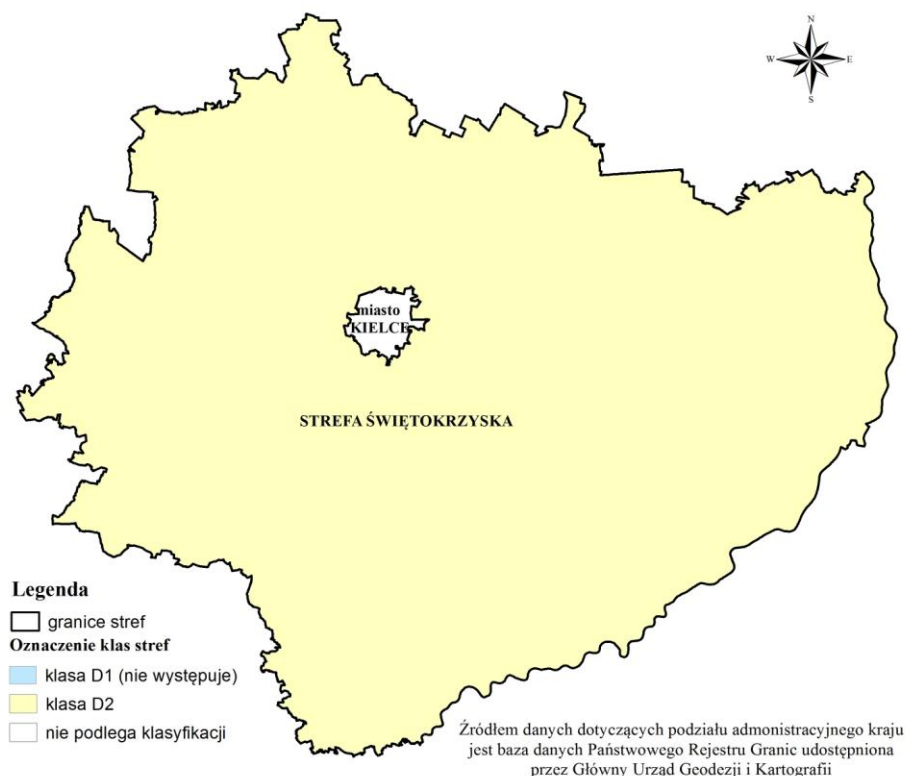 N
W E
S
miasto
KIELCE
STREFA ŚWIĘTOKRZYSKA
Legenda
granice stref
Oznaczenie klas stref
klasa D1 (nie występuje)
klasa D2
nie podlega klasyfikacji
Źródłem danych dotyczących podziału admonistracyjnego kraju
jest baza danych Państwowego Rejestru Granic udostępniona
przez Główny Urząd Geodezji i Kartografii